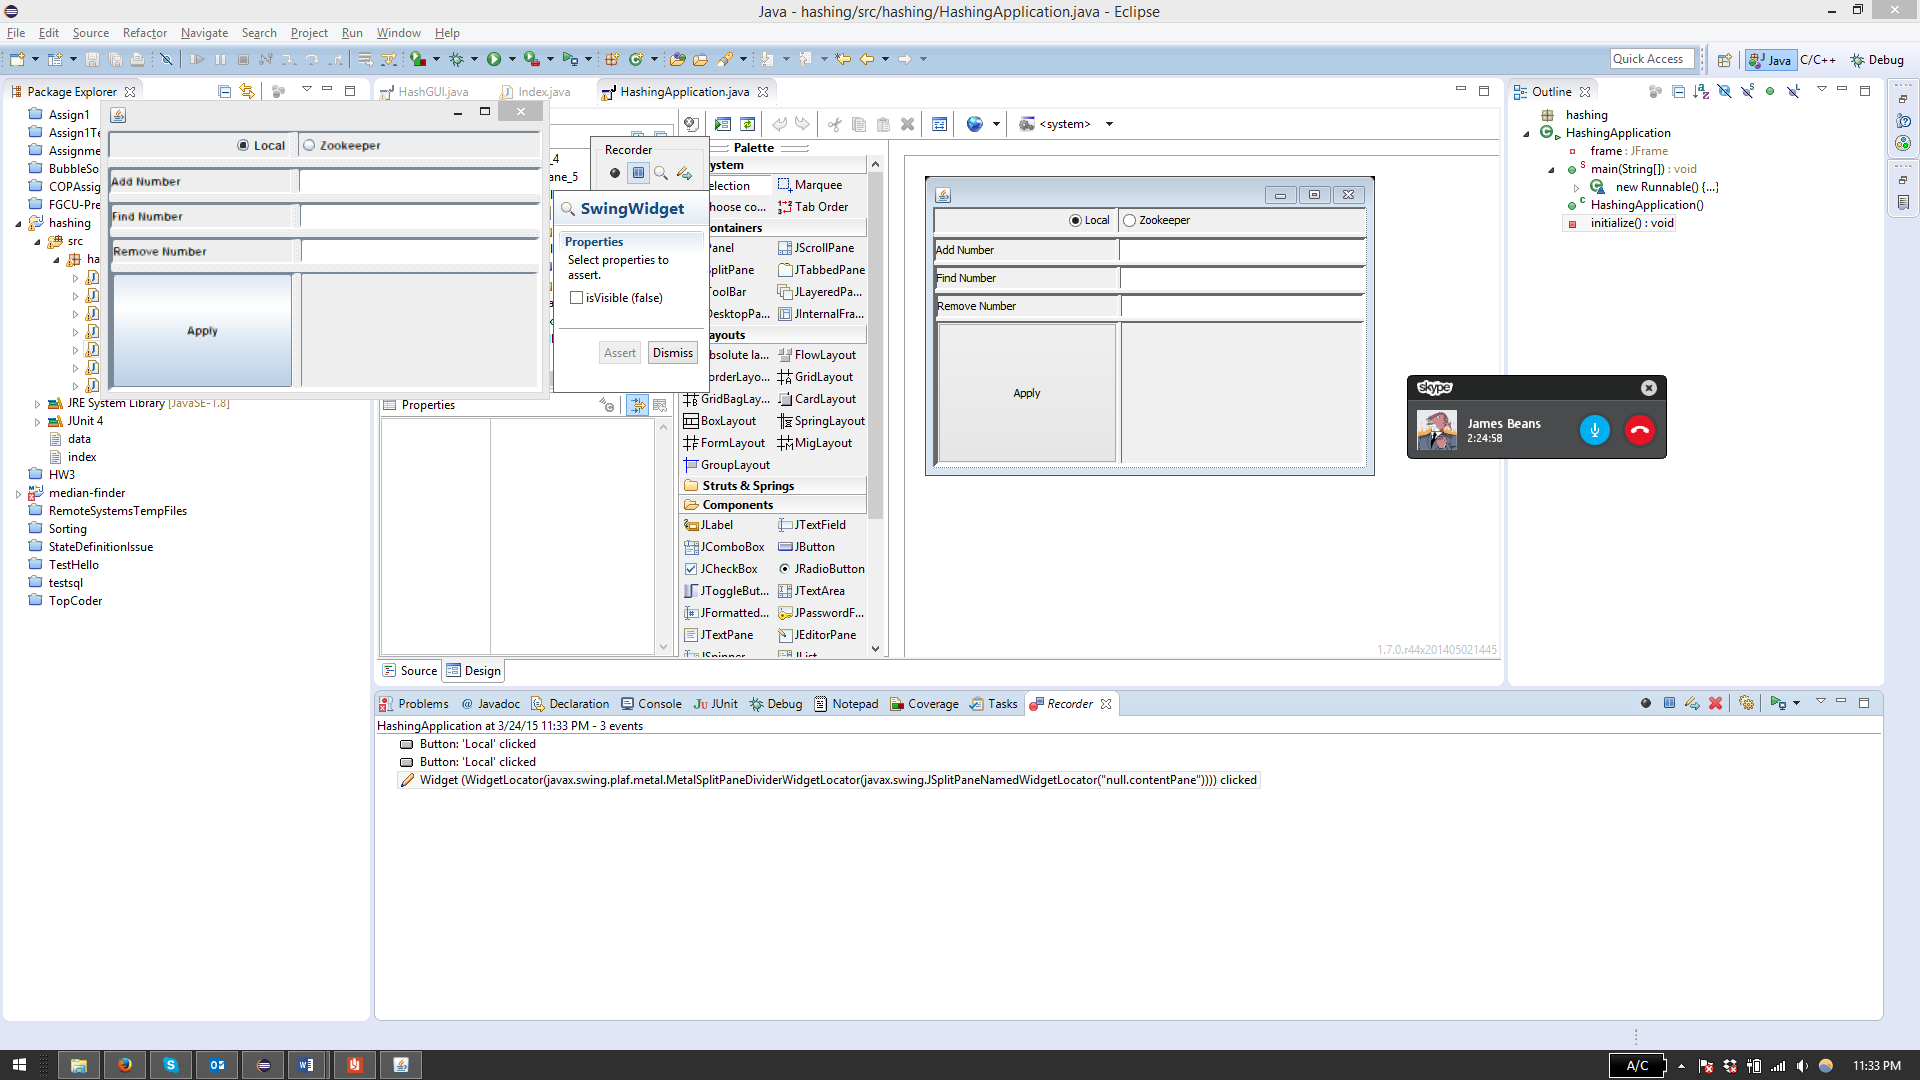 Java - hashing/src/hashing/HashingApplication.java - Eclipse
File Edit Source Refactor Navigate Search Project Run Window Help
Quick Access
Java C/C++ Debug
Package Explorer
Assign1
Assign1Te
Assignme
BubbleSo
COPAssig
FGCU-Pre
hashing
src
ha
JRE System Library [JavaSE-1.8]
JUnit 4
data
index
HW3
median-finder
RemoteSystemsTempFiles
Sorting
StateDefinitionIssue
TestHello
testsql
TopCoder
Local Zookeeper
Add Number
Find Number
Remove Number
Apply
HashGUI.java Index.java HashingApplication.java
_4
ane_5
Recorder
SwingWidget
Properties
Select properties to
assert.
isVisible (false)
Assert Dismiss
Properties
<system>
Palette
ystem
election Marquee
hoose co... Tab Order
ontainers
Panel JScrollPane
plitPane JTabbedPane
oolBar JLayeredPa...
DesktopPa... JInternalFra...
ayouts
bsolute la... FlowLayout
orderLayo... GridLayout
GridBagLay... CardLayout
BoxLayout SpringLayout
FormLayout MigLayout
GroupLayout
Struts & Springs
Components
JLabel JTextField
JComboBox JButton
JCheckBox JRadioButton
JToggleBut... JTextArea
JFormatted... JPasswordF...
JTextPane JEditorPane
JSpinner JList
Local Zookeeper
Add Number
Find Number
Remove Number
Apply
1.7.0.r44x201405021445
Source Design
Outline
hashing
HashingApplication
frame : JFrame
main(String[]) : void
new Runnable() {...}
HashingApplication()
initialize() : void
skype
James Beans
2:24:58
Problems @ Javadoc Declaration Console JUnit Debug Notepad Coverage Tasks Recorder
HashingApplication at 3/24/15 11:33 PM - 3 events
Button: 'Local' clicked
Button: 'Local' clicked
Widget (WidgetLocator(javax.swing.plaf.metal.MetalSplitPaneDividerWidgetLocator(javax.swing.JSplitPaneNamedWidgetLocator("null.contentPane")))) clicked
A/C
11:33 PM